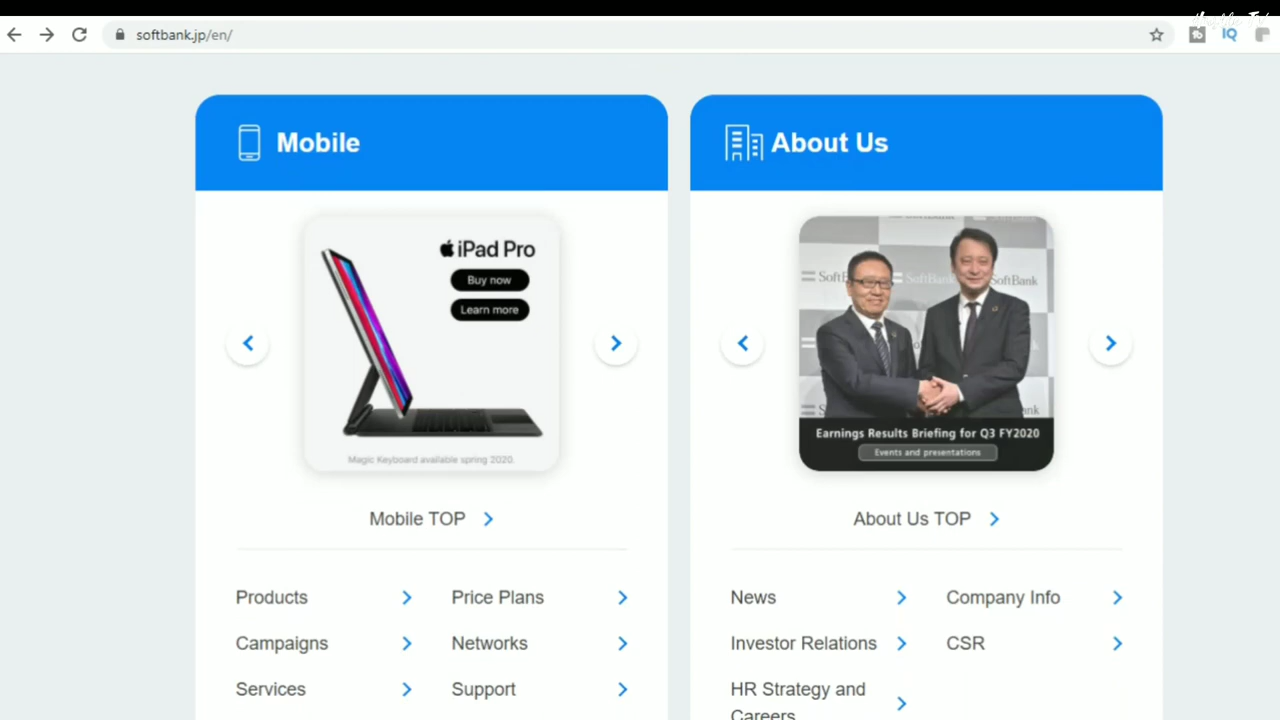 softbank.jp/en/
IQ
Mobile
iPad Pro
Buy now
Learn more
Magic Keyboard available spring 2020.
Mobile TOP
Products
Price Plans
Campaigns
Networks
Services
Support
About Us
SoftBank
SoftBank
Earnings Results Briefing for Q3 FY2020
Events and presentations
About Us TOP
News
Company Info
Investor Relations
CSR
HR Strategy and
Careers